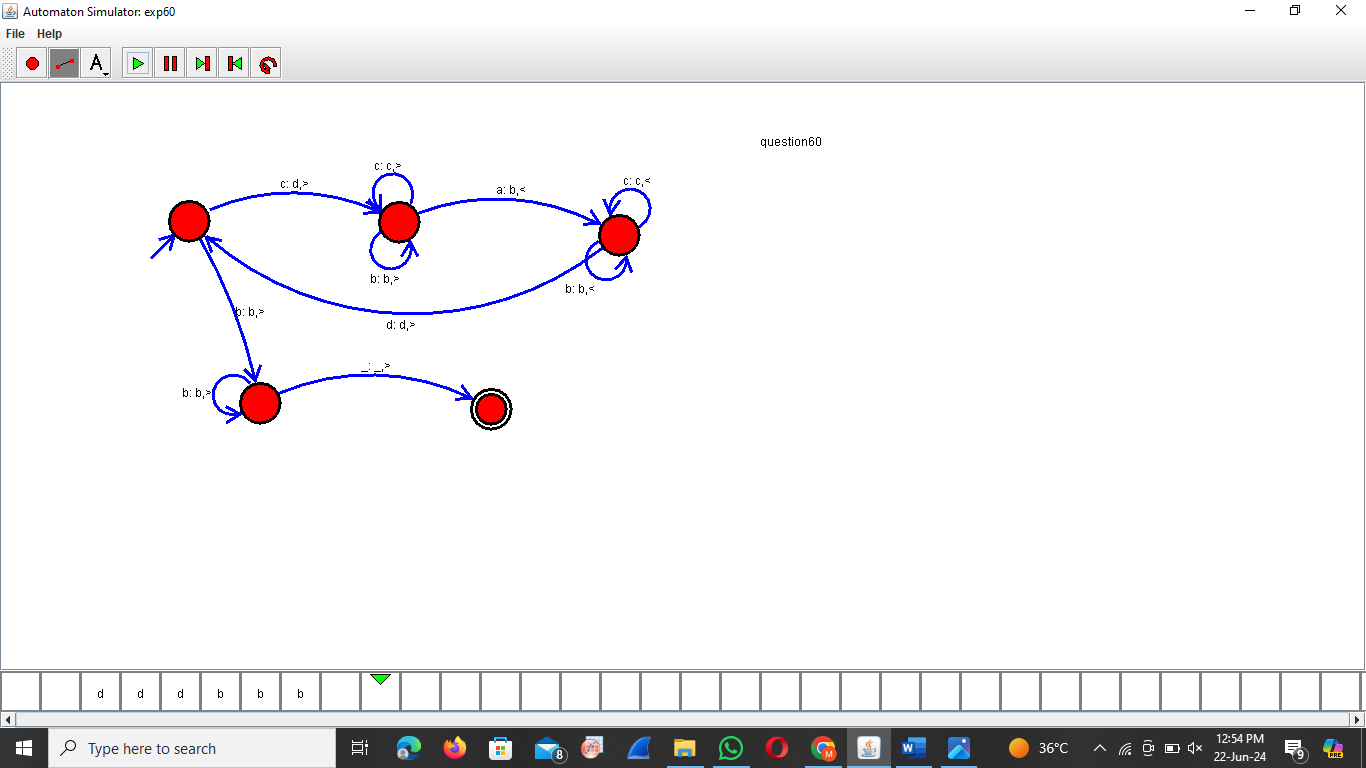 Automaton Simulator: exp60
File Help
A
question60
c: c,>
c: d,>
a: b,<
c: c,<
b: b,>
b: b,<
d: d,>
b: b,>
_: _,>
b: b,>
d d d b b b
Type here to search
8
M
W
36°C
12:54 PM
22-Jun-24
9
PRE